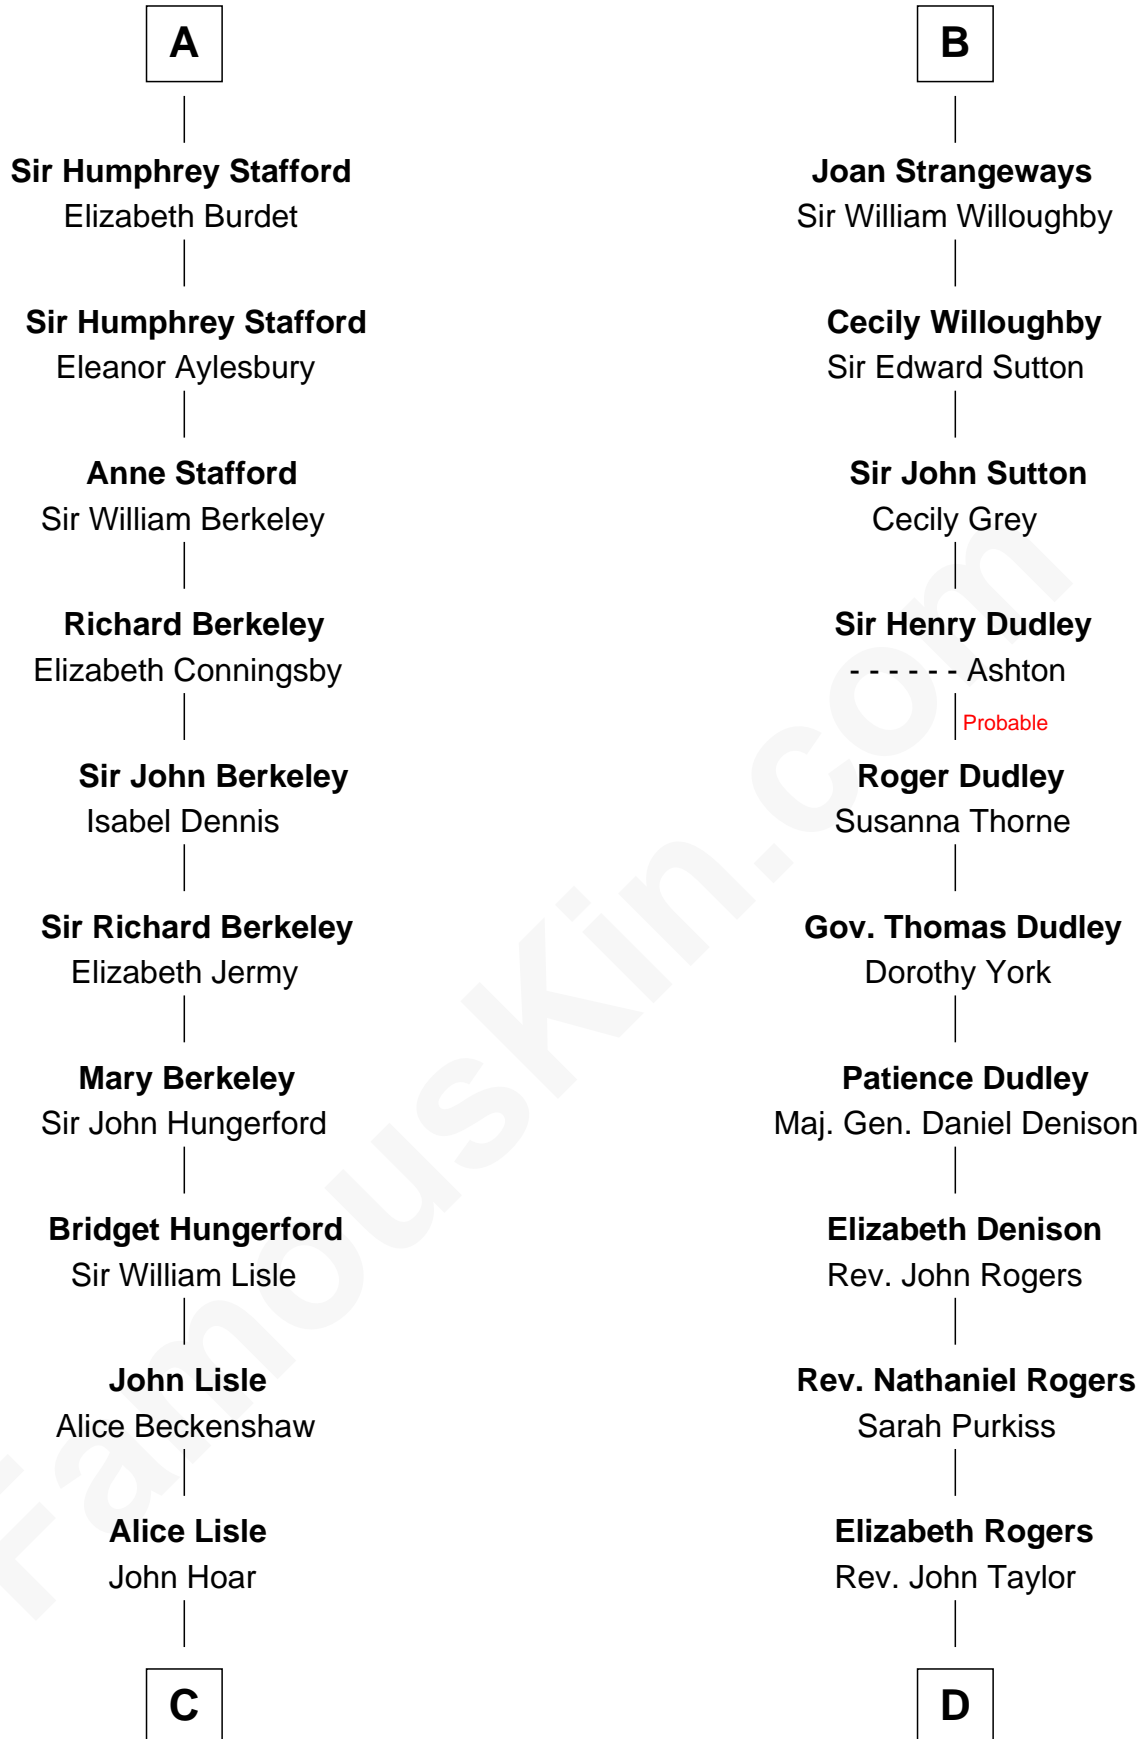 A
Sir Humphrey Stafford
Elizabeth Burdet
Sir Humphrey Stafford
Eleanor Aylesbury
Anne Stafford
Sir William Berkeley
Richard Berkeley
Elizabeth Conningsby
Sir John Berkeley
Isabel Dennis
Sir Richard Berkeley
Elizabeth Jermy
Mary Berkeley
Sir John Hungerford
Bridget Hungerford
Sir William Lisle
John Lisle
Alice Beckenshaw
Alice Lisle
John Hoar
C
B
Joan Strangeways
Sir William Willoughby
Cecily Willoughby
Sir Edward Sutton
Sir John Sutton
Cecily Grey
Sir Henry Dudley
- - - - - - Ashton
Probable
Roger Dudley
Susanna Thorne
Gov. Thomas Dudley
Dorothy York
Patience Dudley
Maj. Gen. Daniel Denison
Elizabeth Denison
Rev. John Rogers
Rev. Nathaniel Rogers
Sarah Purkiss
Elizabeth Rogers
Rev. John Taylor
D
FamousKin.com